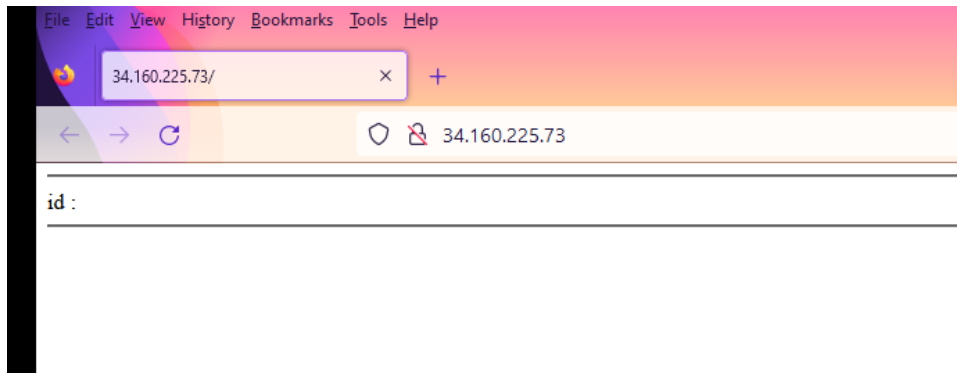 File Edit View History Bookmarks Tools Help
34.160.225.73/
34.160.225.73
id :